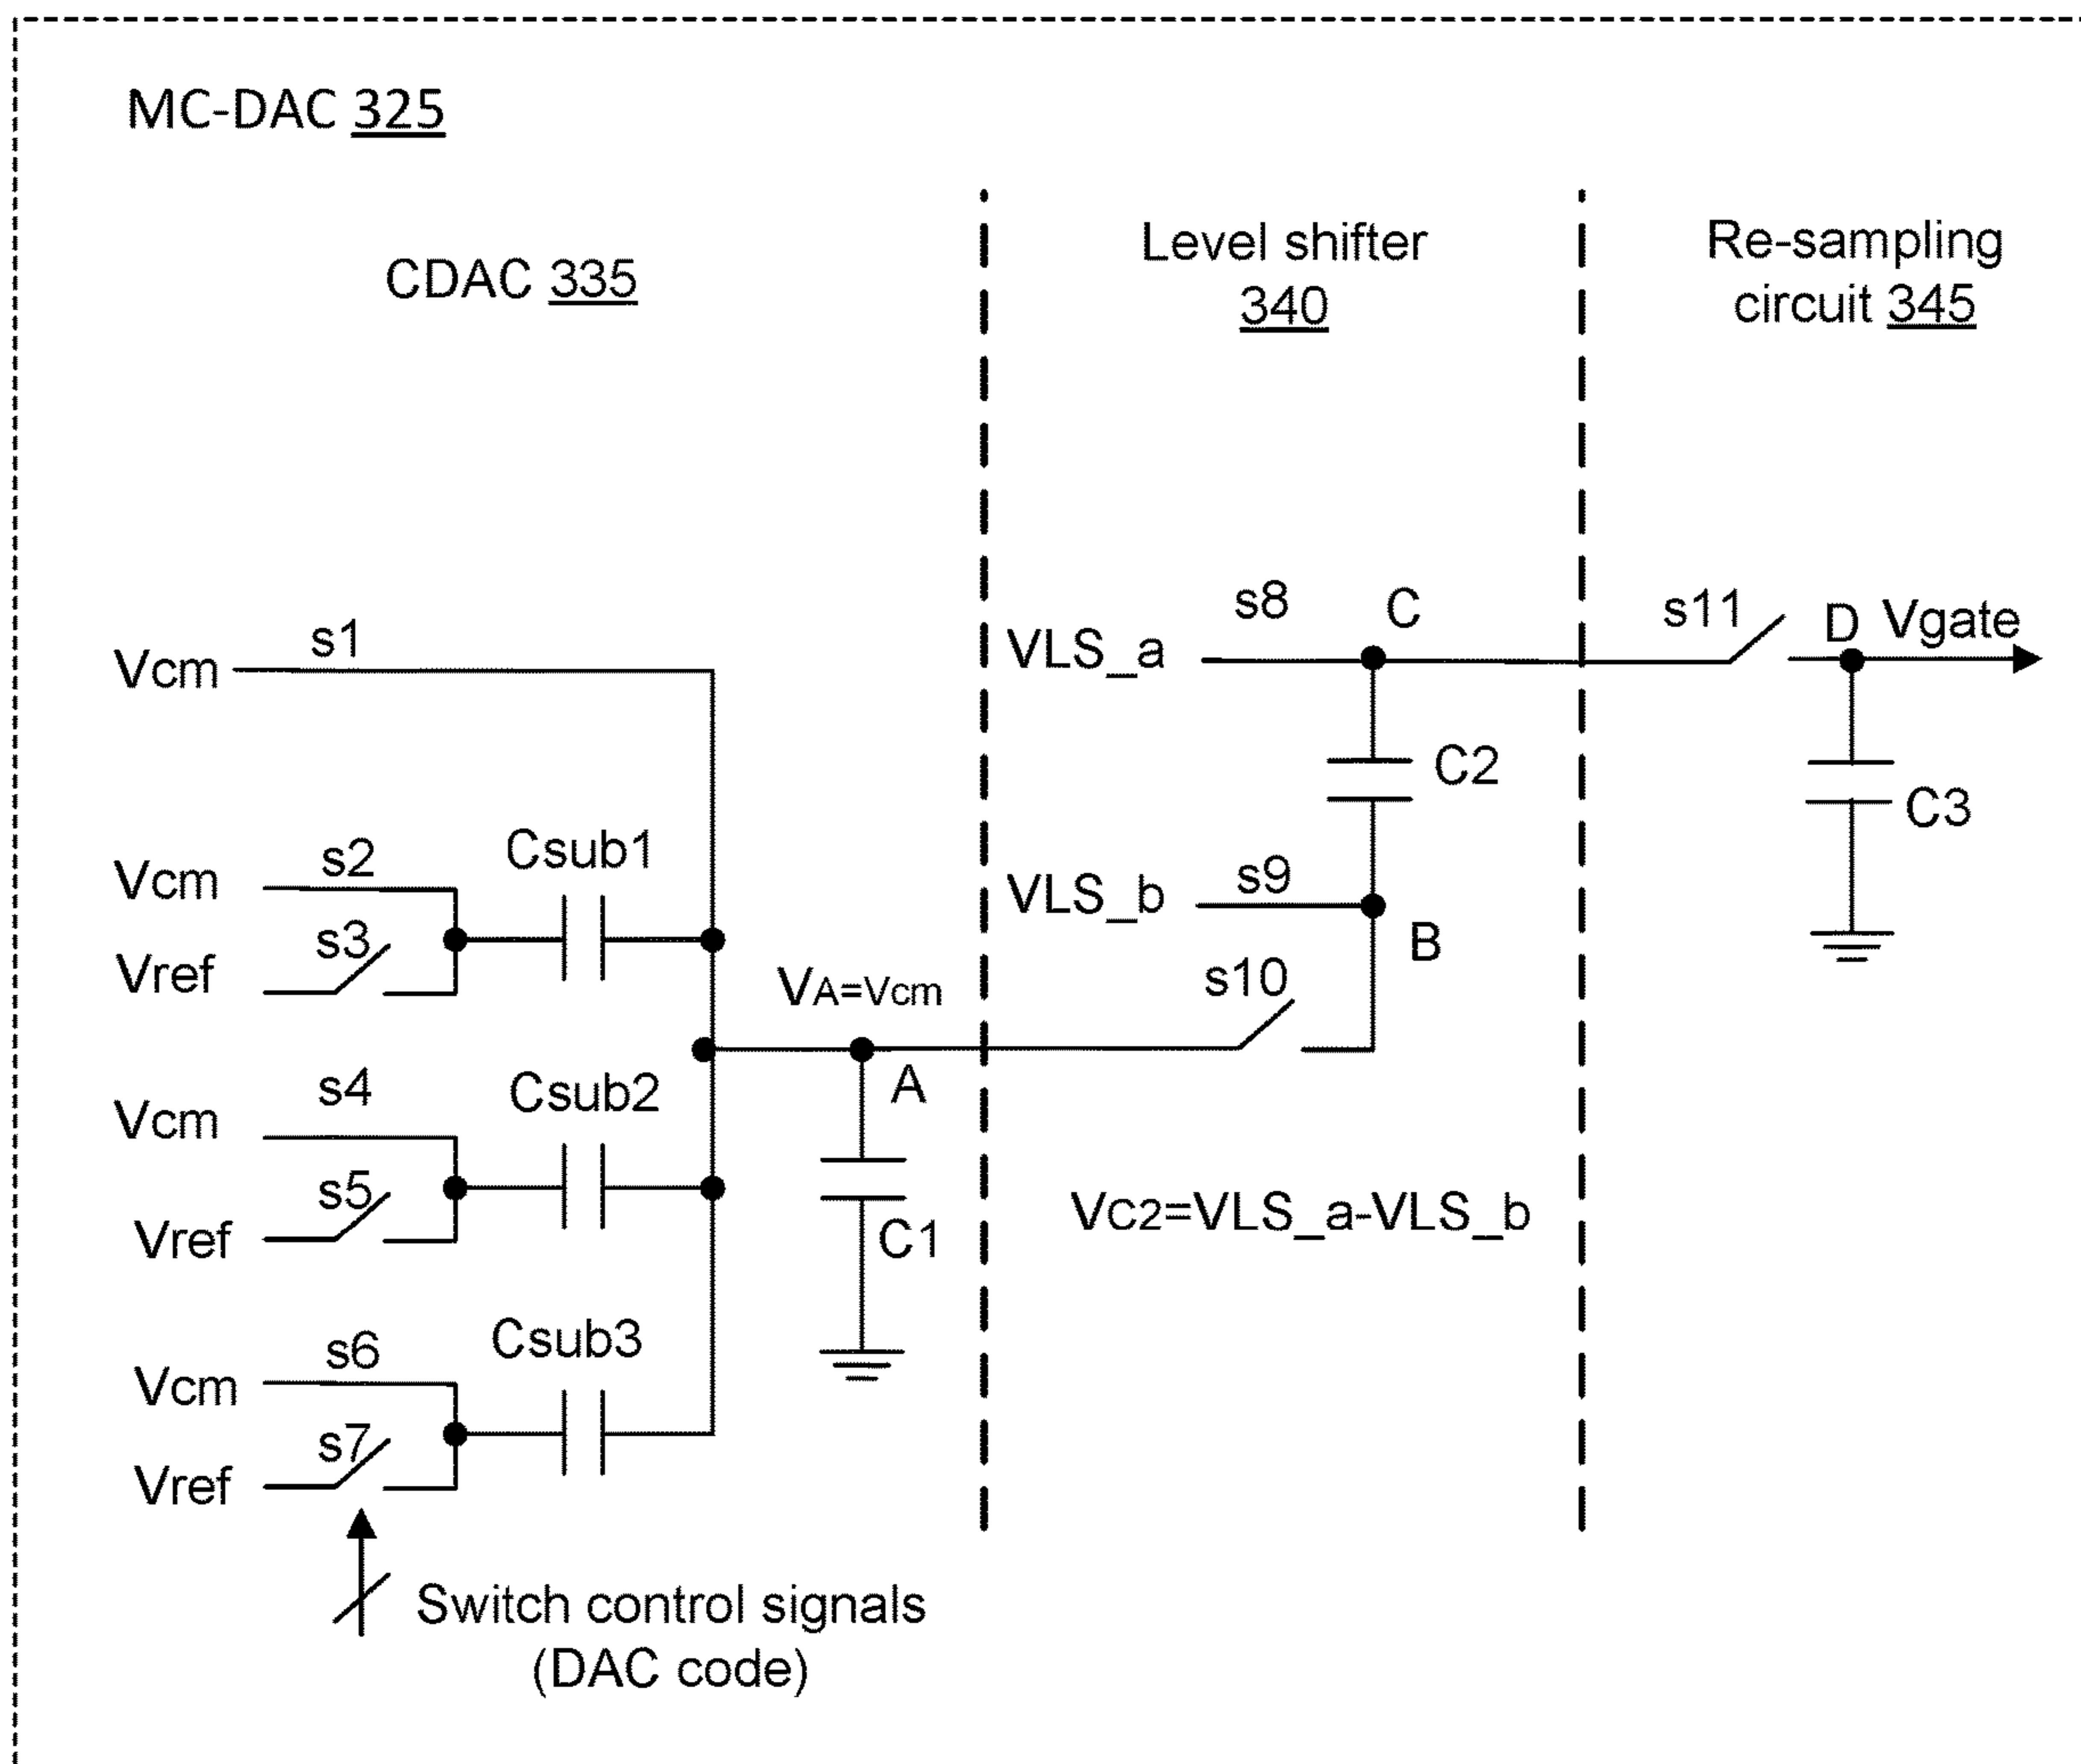 MC-DAC 325
CDAC 335
Level shifter
340
Re-sampling
circuit 345
s1
Vcm
s2
Vcm
s3
Vref
Csub1
s4
Vcm
s5
Vref
Csub2
s6
Vcm
s7
Vref
Csub3
VA=Vcm
A
C1
Switch control signals
(DAC code)
s8
VLS_a
C
C2
s9
VLS_b
B
s10
VC2=VLS_a-VLS_b
s11
D
Vgate
C3